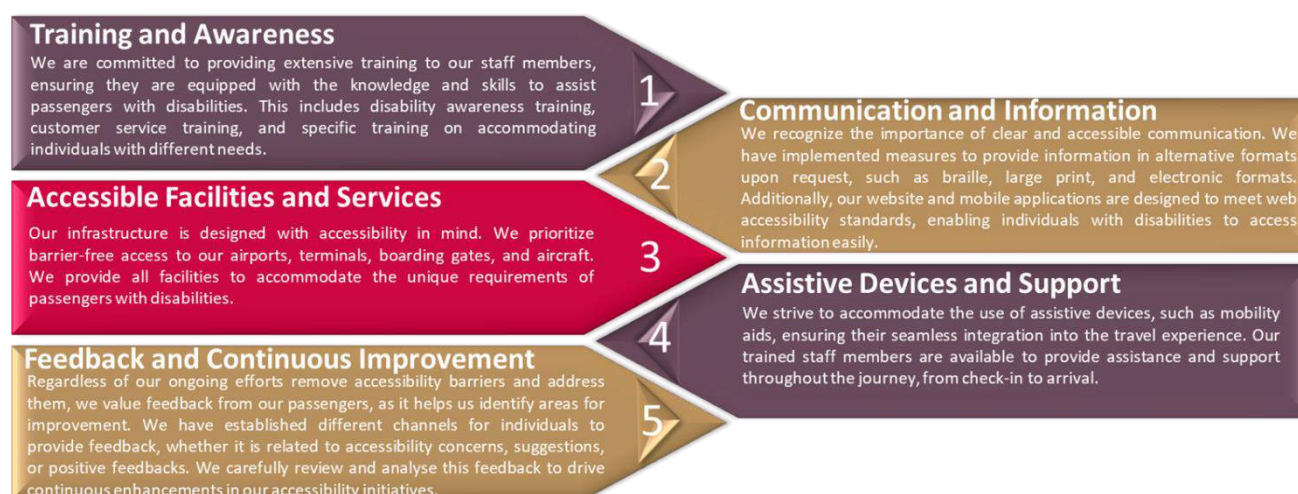 Training and Awareness
We are committed to providing extensive training to our staff members,
ensuring they are equipped with the knowledge and skills to assist
passengers with disabilities. This includes disability awareness training,
customer service training, and specific training on accommodating
individuals with different needs.
1
Communication and Information
We recognize the importance of clear and accessible communication. We
have implemented measures to provide information in alternative formats
upon request, such as braille, large print, and electronic formats.
Additionally, our website and mobile applications are designed to meet web
accessibility standards, enabling individuals with disabilities to access
information easily.
2
Accessible Facilities and Services
Our infrastructure is designed with accessibility in mind. We prioritize
barrier-free access to our airports, terminals, boarding gates, and aircraft.
We provide all facilities to accommodate the unique requirements of
passengers with disabilities.
3
Assistive Devices and Support
We strive to accommodate the use of assistive devices, such as mobility
aids, ensuring their seamless integration into the travel experience. Our
trained staff members are available to provide assistance and support
throughout the journey, from check-in to arrival.
4
Feedback and Continuous Improvement
Regardless of our ongoing efforts remove accessibility barriers and address
them, we value feedback from our passengers, as it helps us identify areas for
improvement. We have established different channels for individuals to
provide feedback, whether it is related to accessibility concerns, suggestions,
or positive feedbacks. We carefully review and analyse this feedback to drive
continuous enhancements in our accessibility initiatives.
5